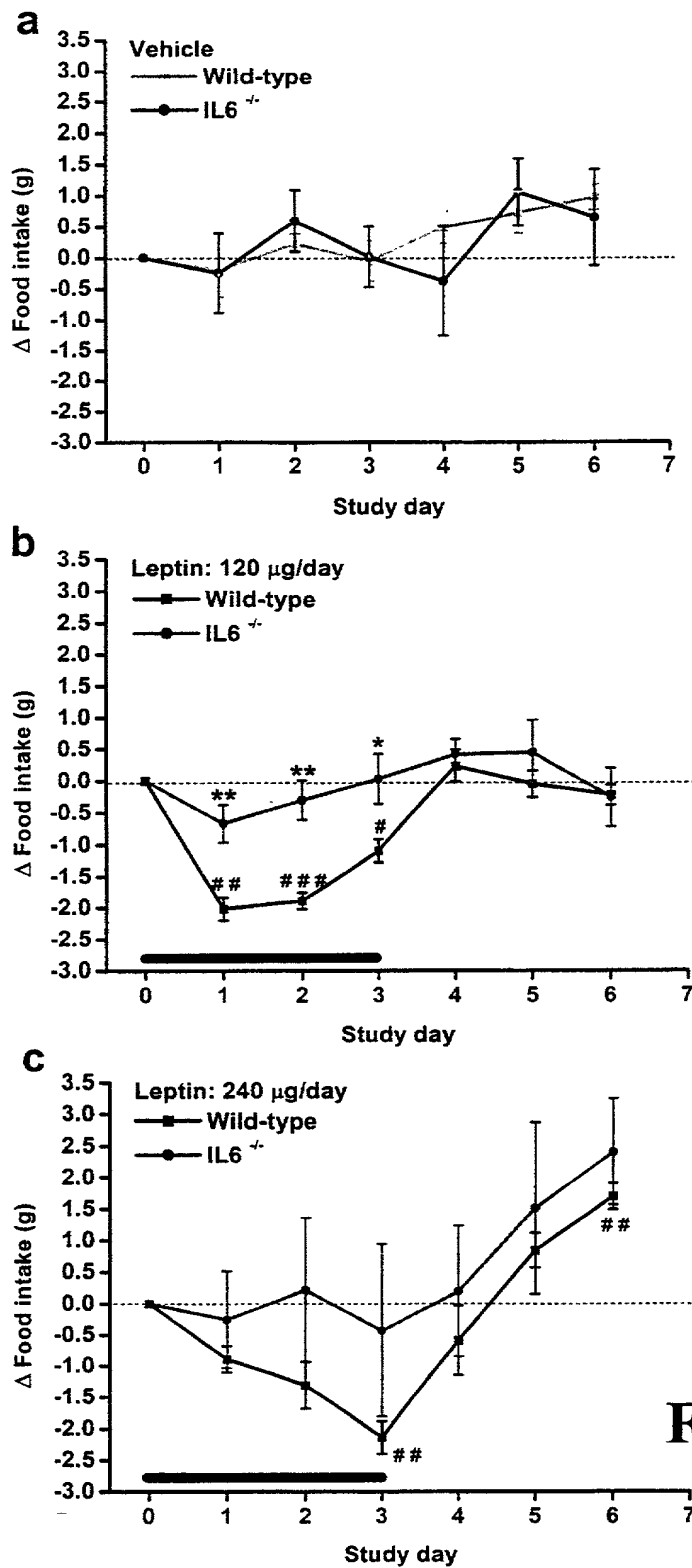 a
Vehicle
Wild-type
IL6 -/-
3.5
3.0
2.5
2.0
1.5
1.0
0.5
0.0
-0.5
-1.0
-1.5
-2.0
-2.5
-3.0
Δ Food intake (g)
0 1 2 3 4 5 6 7
Study day
b
Leptin: 120 μg/day
Wild-type
IL6 -/-
3.5
3.0
2.5
2.0
1.5
1.0
0.5
0.0
-0.5
-1.0
-1.5
-2.0
-2.5
-3.0
Δ Food intake (g)
** ** *
## ### #
0 1 2 3 4 5 6 7
Study day
c
Leptin: 240 μg/day
Wild-type
IL6 -/-
3.5
3.0
2.5
2.0
1.5
1.0
0.5
0.0
-0.5
-1.0
-1.5
-2.0
-2.5
-3.0
Δ Food intake (g)
##
##
F
0 1 2 3 4 5 6 7
Study day